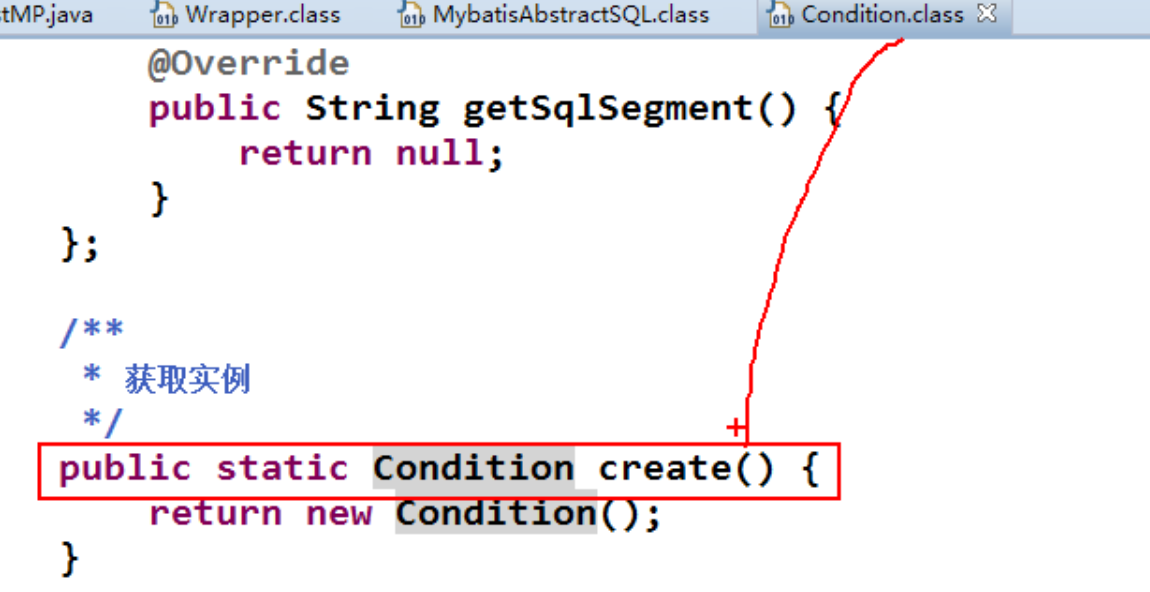 stMP.java Wrapper.class MybatisAbstractSQL.class Condition.class
@Override
public String getSqlSegment() {
return null;
}
};
/**
* 获取实例
*/
public static Condition create() {
return new Condition();
}